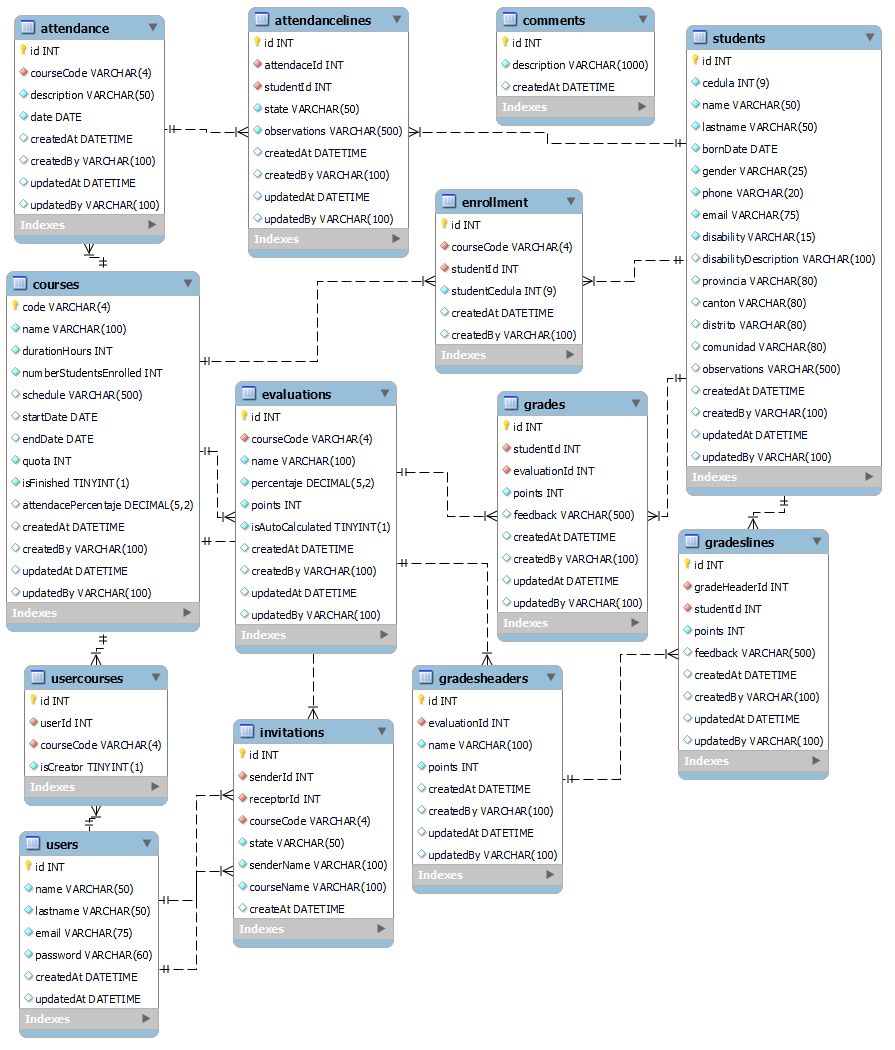 attendance
id INT
courseCode VARCHAR(4)
description VARCHAR(50)
date DATE
createdAt DATETIME
createdBy VARCHAR(100)
updatedAt DATETIME
updatedBy VARCHAR(100)
Indexes
attendancelines
id INT
attendaceId INT
studentId INT
state VARCHAR(50)
observations VARCHAR(500)
createdAt DATETIME
createdBy VARCHAR(100)
updatedAt DATETIME
updatedBy VARCHAR(100)
Indexes
comments
id INT
description VARCHAR(1000)
createdAt DATETIME
Indexes
students
id INT
cedula INT(9)
name VARCHAR(50)
lastname VARCHAR(50)
bornDate DATE
gender VARCHAR(25)
phone VARCHAR(20)
email VARCHAR(75)
disability VARCHAR(15)
disabilityDescription VARCHAR(100)
provincia VARCHAR(80)
canton VARCHAR(80)
distrito VARCHAR(80)
comunidad VARCHAR(80)
observations VARCHAR(500)
createdAt DATETIME
createdBy VARCHAR(100)
updatedAt DATETIME
updatedBy VARCHAR(100)
Indexes
enrollment
id INT
courseCode VARCHAR(4)
studentId INT
studentCedula INT(9)
createdAt DATETIME
createdBy VARCHAR(100)
Indexes
courses
code VARCHAR(4)
name VARCHAR(100)
durationHours INT
numberStudentsEnrolled INT
schedule VARCHAR(500)
startDate DATE
endDate DATE
quota INT
isFinished TINYINT(1)
attendacePercentaje DECIMAL(5,2)
createdAt DATETIME
createdBy VARCHAR(100)
updatedAt DATETIME
updatedBy VARCHAR(100)
Indexes
evaluations
id INT
courseCode VARCHAR(4)
name VARCHAR(100)
percentaje DECIMAL(5,2)
points INT
isAutoCalculated TINYINT(1)
createdAt DATETIME
createdBy VARCHAR(100)
updatedAt DATETIME
updatedBy VARCHAR(100)
Indexes
grades
id INT
studentId INT
evaluationId INT
points INT
feedback VARCHAR(500)
createdAt DATETIME
createdBy VARCHAR(100)
updatedAt DATETIME
updatedBy VARCHAR(100)
Indexes
gradeslines
id INT
gradeHeaderId INT
studentId INT
points INT
feedback VARCHAR(500)
createdAt DATETIME
createdBy VARCHAR(100)
updatedAt DATETIME
updatedBy VARCHAR(100)
Indexes
usercourses
id INT
userId INT
courseCode VARCHAR(4)
isCreator TINYINT(1)
Indexes
gradesheaders
id INT
evaluationId INT
name VARCHAR(100)
points INT
createdAt DATETIME
createdBy VARCHAR(100)
updatedAt DATETIME
updatedBy VARCHAR(100)
Indexes
invitations
id INT
senderId INT
receptorId INT
courseCode VARCHAR(4)
state VARCHAR(50)
senderName VARCHAR(100)
courseName VARCHAR(100)
createAt DATETIME
Indexes
users
id INT
name VARCHAR(50)
lastname VARCHAR(50)
email VARCHAR(75)
password VARCHAR(60)
createdAt DATETIME
updatedAt DATETIME
Indexes